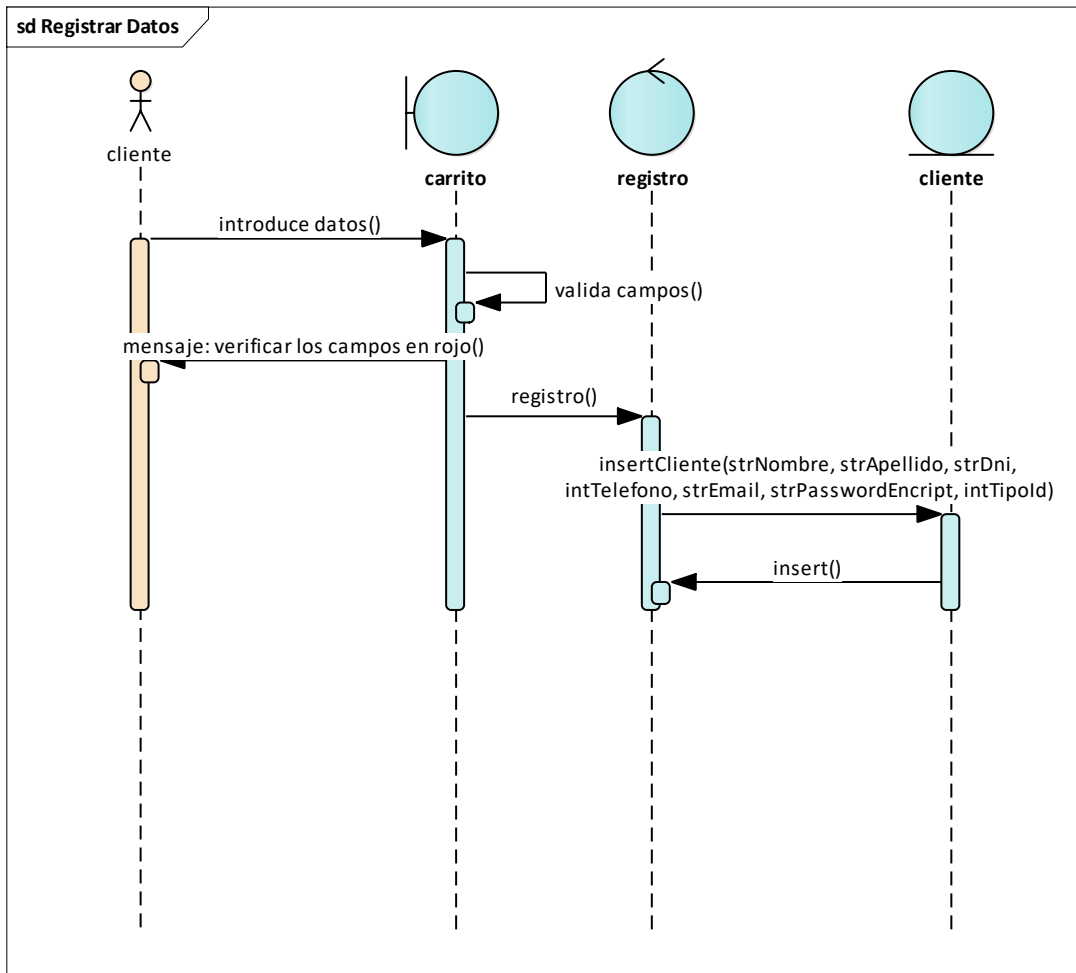 sd Registrar Datos
cliente
carrito
registro
cliente
introduce datos()
valida campos()
mensaje: verificar los campos en rojo()
registro()
insertCliente(strNombre, strApellido, strDni,
intTelefono, strEmail, strPasswordEncript, intTipoId)
insert()